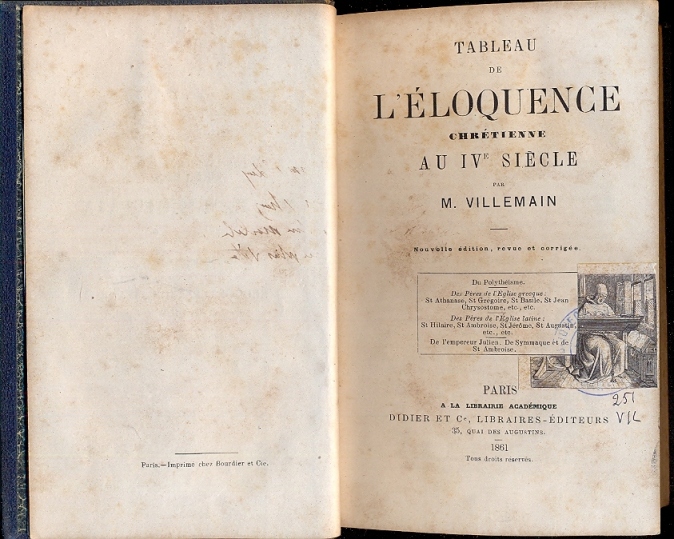 Paris.—Imprimé chez Bourdier et Cie.
TABLEAU
DE
L'ÉLOQUENCE
CHRÉTIENNE
AU IVE SIÈCLE
PAR
M. VILLEMAIN
Nouvelle édition, revue et corrigée.
Du Polythéisme.
Des Pères de l'Église grecque:
St Athanase, St Grégoire, St Basile, St Jean
Chrysostome, etc., etc.
Des Pères de l'Église latine:
St Hilaire, St Ambroise, St Jérôme, St Augustin,
etc., etc.
De l'empereur Julien. De Symmaque et de
St Ambroise.
PARIS
A LA LIBRAIRIE ACADÉMIQUE
DIDIER ET Ce, LIBRAIRES-ÉDITEURS
35, QUAI DES AUGUSTINS.
1861
Tous droits réservés.
251
VIL